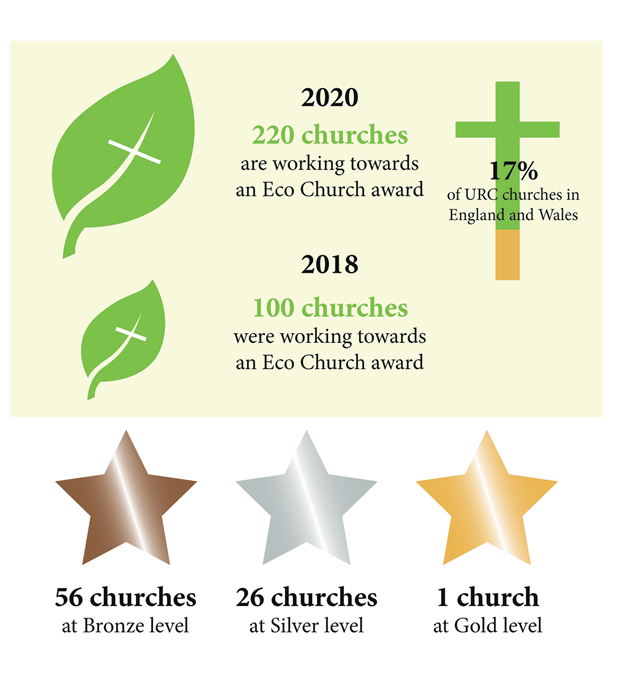 2020
220 churches
are working towards
an Eco Church award
17%
of URC churches in
England and Wales
2018
100 churches
were working towards
an Eco Church award
56 churches
at Bronze level
26 churches
at Silver level
1 church
at Gold level